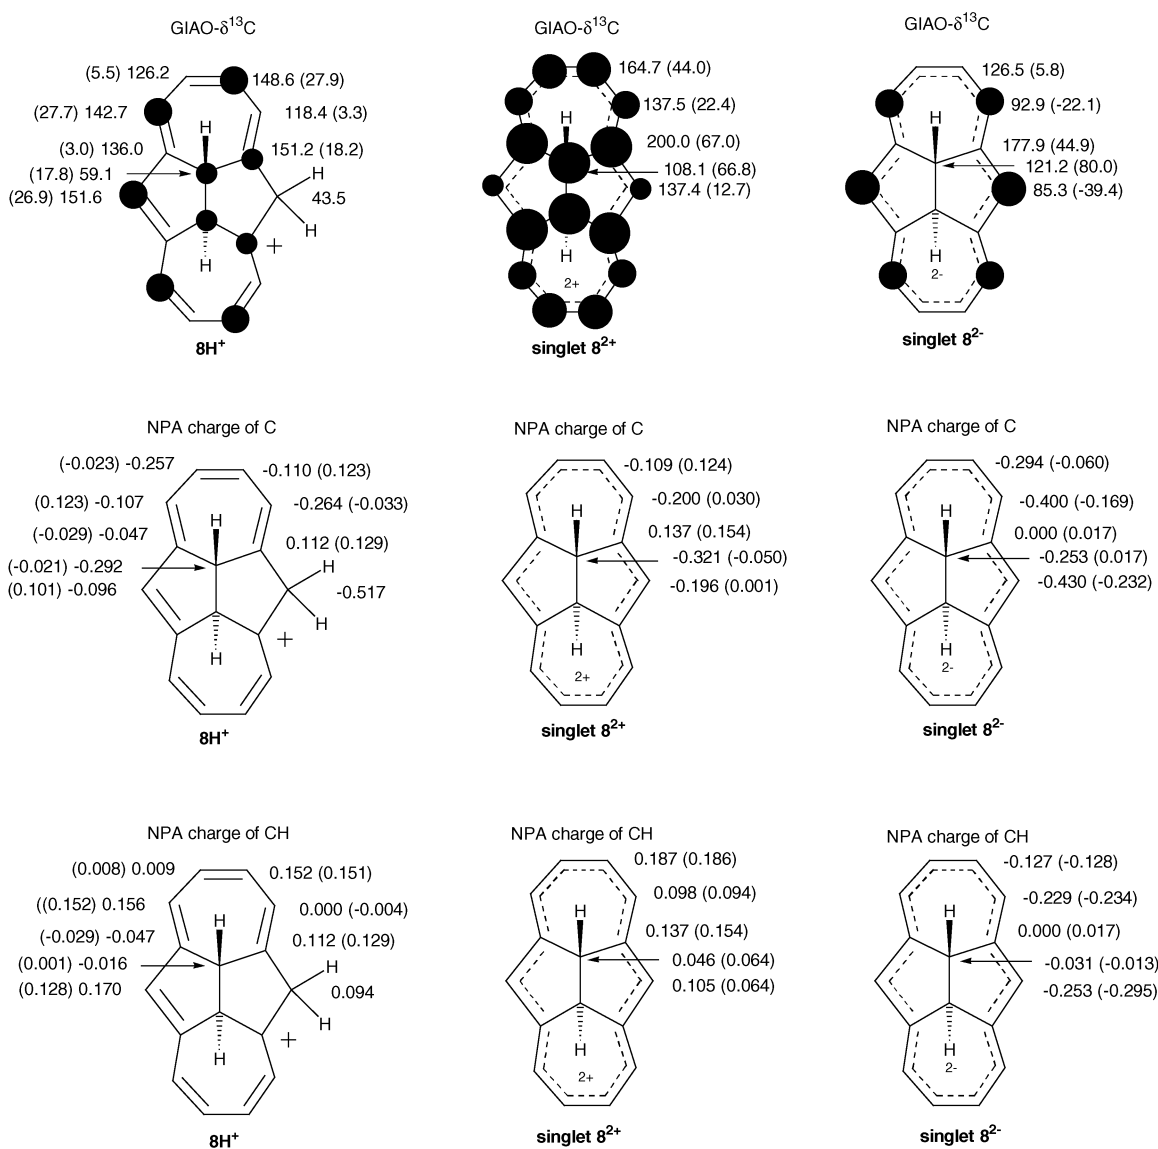 GIAO-δ13C
GIAO-δ13C
GIAO-δ13C
(5.5) 126.2
148.6 (27.9)
(27.7) 142.7
118.4 (3.3)
H
(3.0) 136.0
151.2 (18.2)
(17.8) 59.1
H
(26.9) 151.6
43.5
H
+
H
8H+
164.7 (44.0)
137.5 (22.4)
H
200.0 (67.0)
108.1 (66.8)
137.4 (12.7)
H
2+
singlet 82+
126.5 (5.8)
92.9 (-22.1)
H
177.9 (44.9)
121.2 (80.0)
85.3 (-39.4)
H
2-
singlet 82-
NPA charge of C
NPA charge of C
NPA charge of C
(-0.023) -0.257
-0.110 (0.123)
(0.123) -0.107
-0.264 (-0.033)
H
(-0.029) -0.047
0.112 (0.129)
(-0.021) -0.292
H
(0.101) -0.096
-0.517
H
+
H
8H+
-0.109 (0.124)
-0.200 (0.030)
H
0.137 (0.154)
-0.321 (-0.050)
-0.196 (0.001)
H
2+
singlet 82+
-0.294 (-0.060)
-0.400 (-0.169)
H
0.000 (0.017)
-0.253 (0.017)
-0.430 (-0.232)
H
2-
singlet 82-
NPA charge of CH
NPA charge of CH
NPA charge of CH
(0.008) 0.009
0.152 (0.151)
((0.152) 0.156
0.000 (-0.004)
H
(-0.029) -0.047
0.112 (0.129)
(0.001) -0.016
H
(0.128) 0.170
0.094
H
+
H
8H+
0.187 (0.186)
0.098 (0.094)
H
0.137 (0.154)
0.046 (0.064)
0.105 (0.064)
H
2+
singlet 82+
-0.127 (-0.128)
-0.229 (-0.234)
H
0.000 (0.017)
-0.031 (-0.013)
-0.253 (-0.295)
H
2-
singlet 82-